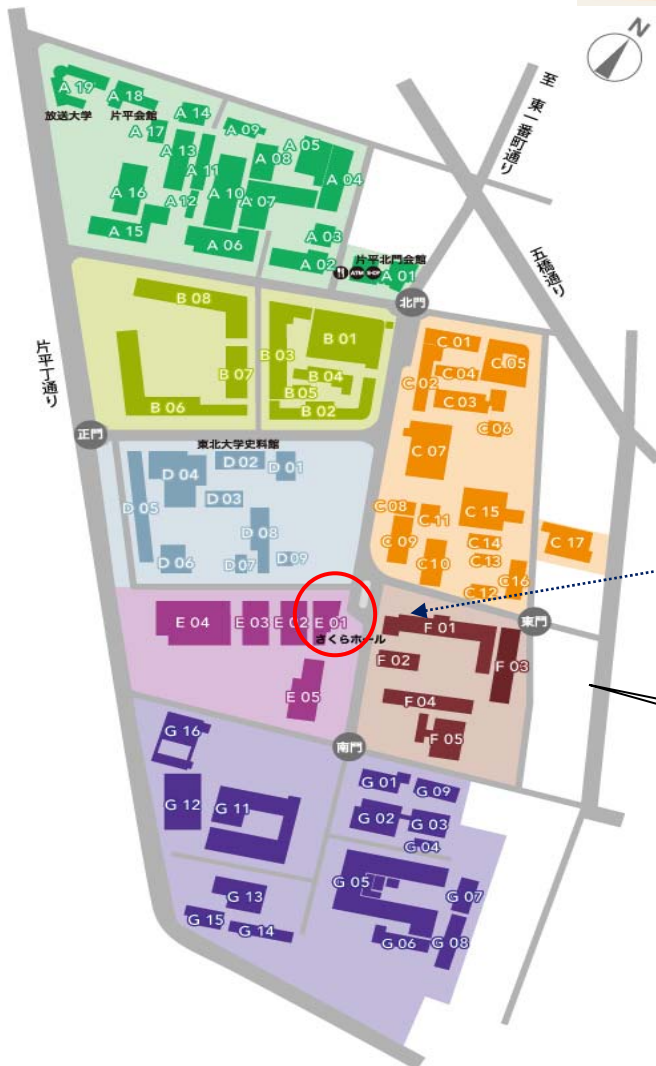 N
至 東一番町通り
五橋通り
A 19
A 18
放送大学
片平会館
A 14
A 17
A 09
A 13
A 05
A 08
A 11
A 04
A 16
A 10
A 07
A 12
A 15
A 06
A 03
A 02
片平北門会館
ATM
SHOP
A 01
北門
B 08
B 01
B 03
B 07
B 04
B 05
B 06
B 02
片平丁通り
正門
C 01
C 05
C 04
C 02
C 03
C 06
C 07
C 08
C 11
C 15
C 09
C 14
C 17
C 10
C 13
C 16
C 12
東北大学史料館
D 02
D 01
D 04
D 03
D 05
D 08
D 06
D 07
D 09
東門
E 04
E 03
E 02
E 01
さくらホール
E 05
F 01
F 02
F 03
F 04
F 05
南門
G 16
G 12
G 11
G 01
G 09
G 02
G 03
G 04
G 05
G 07
G 13
G 15
G 14
G 06
G 08